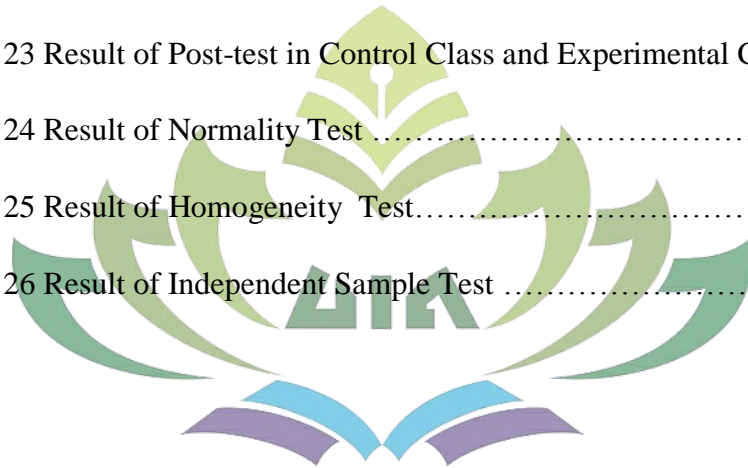 23 Result of Post-test in Control Class and Experimental
24 Result of Normality Test ………………………………
25 Result of Homogeneity Test……………………………
26 Result of Independent Sample Test ……………………
UIN